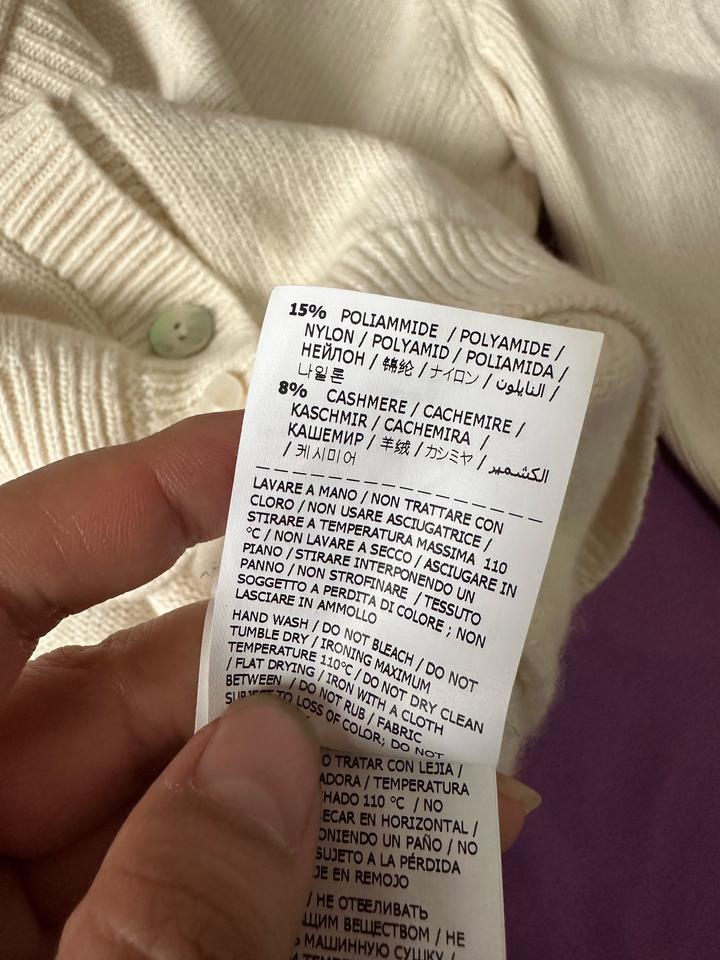 15% POLIAMMIDE / POLYAMIDE /
NYLON / POLYAMID / POLIAMIDA /
НЕЙЛОН / 锦纶 / ナイロン / النايلون /
나일론
8% CASHMERE / CACHEMIRE /
KASCHMIR / CACHEMIRA /
КАШЕМИР / 羊绒 / カシミヤ / الكشمير
/ 케시미어
LAVARE A MANO / NON TRATTARE CON
CLORO / NON USARE ASCIUGATRICE /
STIRARE A TEMPERATURA MASSIMA 110
°C / NON LAVARE A SECCO / ASCIUGARE IN
PIANO / STIRARE INTERPONENDO UN
PANNO / NON STROFINARE / TESSUTO
SOGGETTO A PERDITA DI COLORE ; NON
LASCIARE IN AMMOLLO
HAND WASH / DO NOT BLEACH / DO NOT
TUMBLE DRY / IRONING MAXIMUM
TEMPERATURE 110°C / DO NOT DRY CLEAN
/ FLAT DRYING / IRON WITH A CLOTH
BETWEEN / DO NOT RUB / FABRIC
SUBJECT TO LOSS OF COLOR; DO NOT
O TRATAR CON LEJIA /
ADORA / TEMPERATURA
HADO 110 °C / NO
ECAR EN HORIZONTAL /
ONIENDO UN PAÑO / NO
SUJETO A LA PÉRDIDA
JE EN REMOJO
/ НЕ ОТБЕЛИВАТЬ
ЩИМ ВЕЩЕСТВОМ / НЕ
МАШИННУЮ СУШКУ /